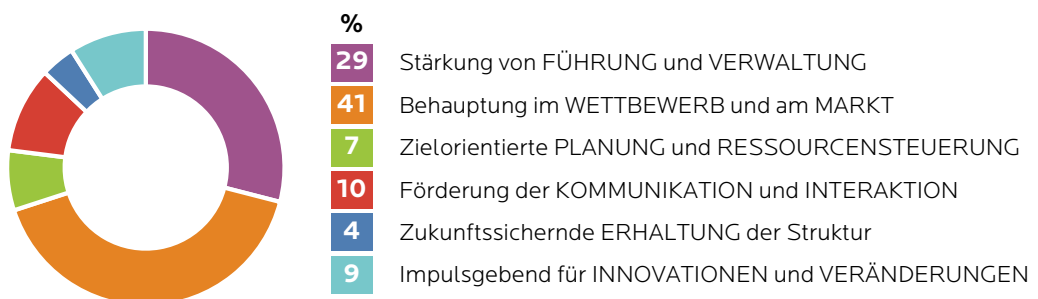 %
29 Stärkung von FÜHRUNG und VERWALTUNG
41 Behauptung im WETTBEWERB und am MARKT
7 Zielorientierte PLANUNG und RESSOURCENSTEUERUNG
10 Förderung der KOMMUNIKATION und INTERAKTION
4 Zukunftssichernde ERHALTUNG der Struktur
9 Impulsgebend für INNOVATIONEN und VERÄNDERUNGEN